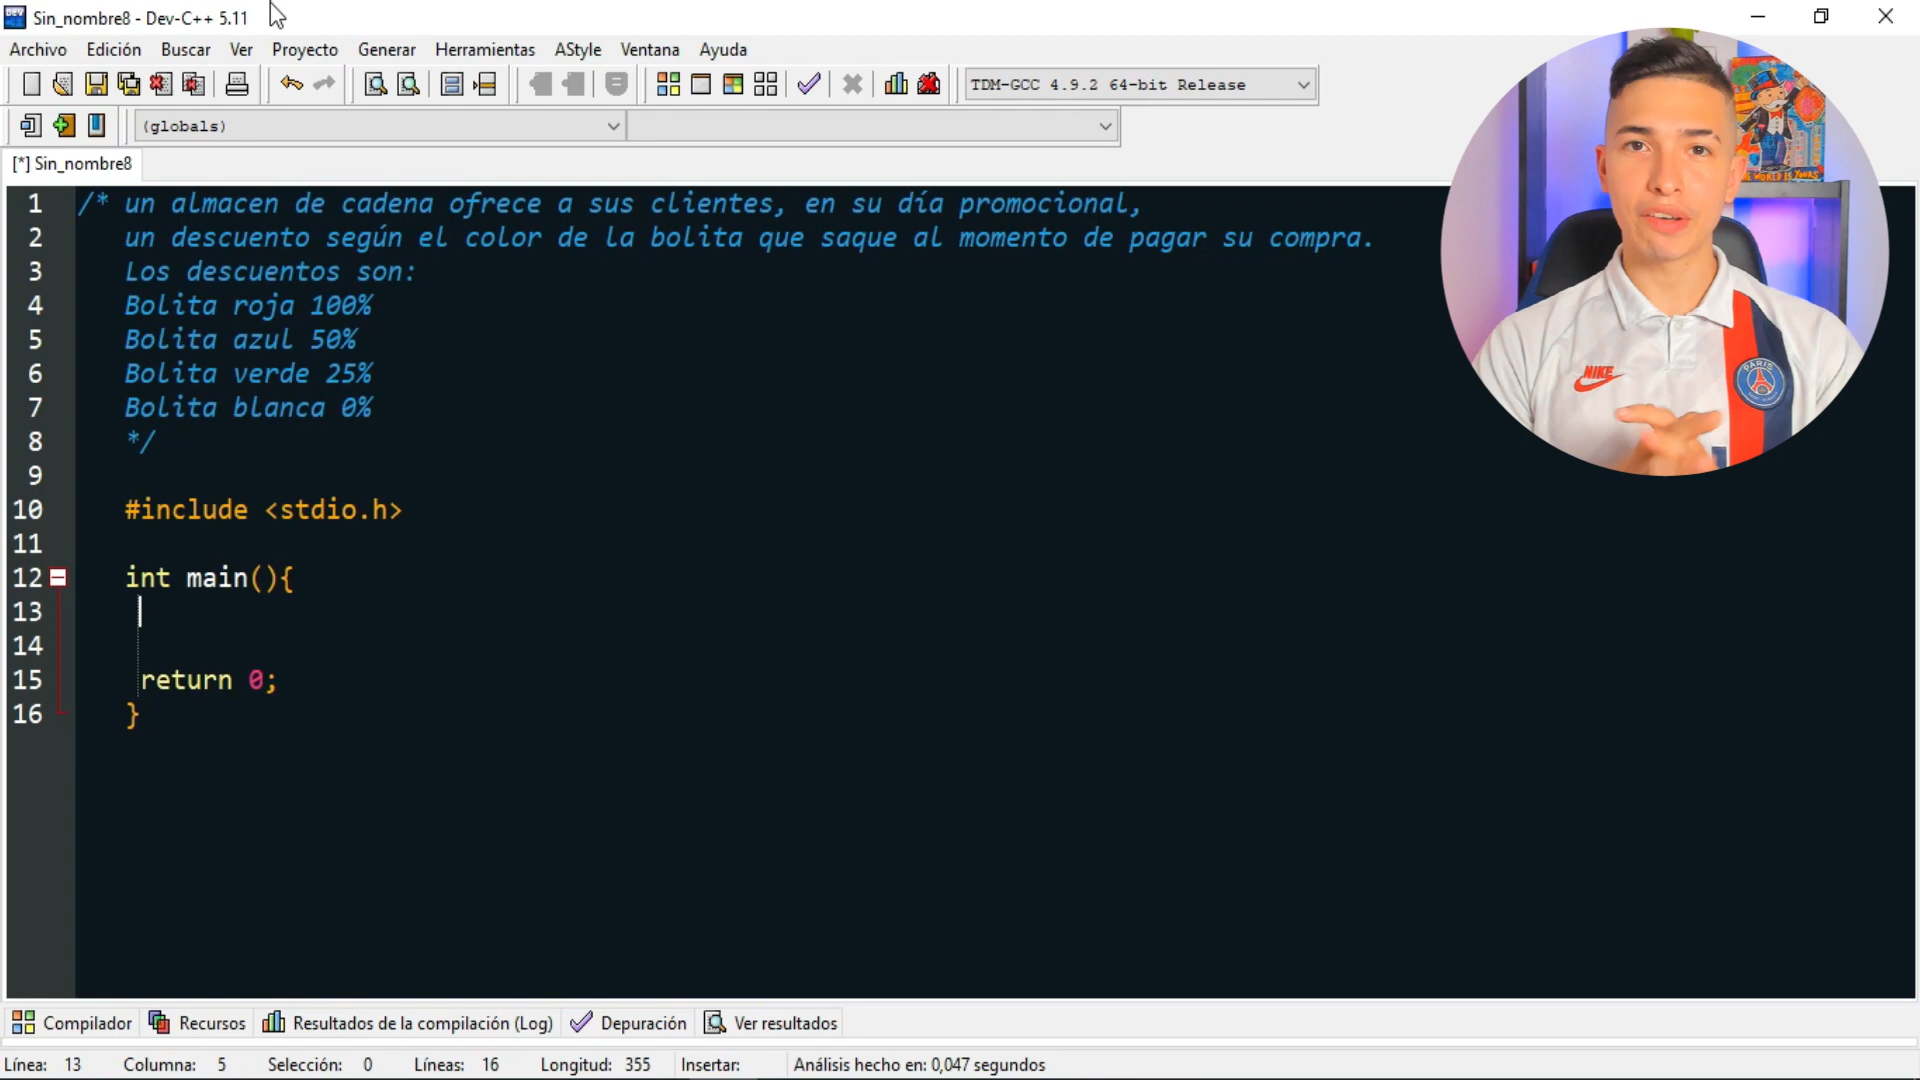 Sin_nombre8 - Dev-C++ 5.11
Archivo Edición Buscar Ver Proyecto Generar Herramientas AStyle Ventana Ayuda
TDM-GCC 4.9.2 64-bit Release
(globals)
[*] Sin_nombre8
1 /* un almacen de cadena ofrece a sus clientes, en su día promocional,
2 un descuento según el color de la bolita que saque al momento de pagar su compra.
3 Los descuentos son:
4 Bolita roja 100%
5 Bolita azul 50%
6 Bolita verde 25%
7 Bolita blanca 0%
8 */
9
10 #include <stdio.h>
11
12 int main(){
13
14
15 return 0;
16 }
NIKE
PARIS
Compilador Recursos Resultados de la compilación (Log) Depuración Ver resultados
Línea: 13 Columna: 5 Selección: 0 Líneas: 16 Longitud: 355 Insertar: Análisis hecho en: 0,047 segundos